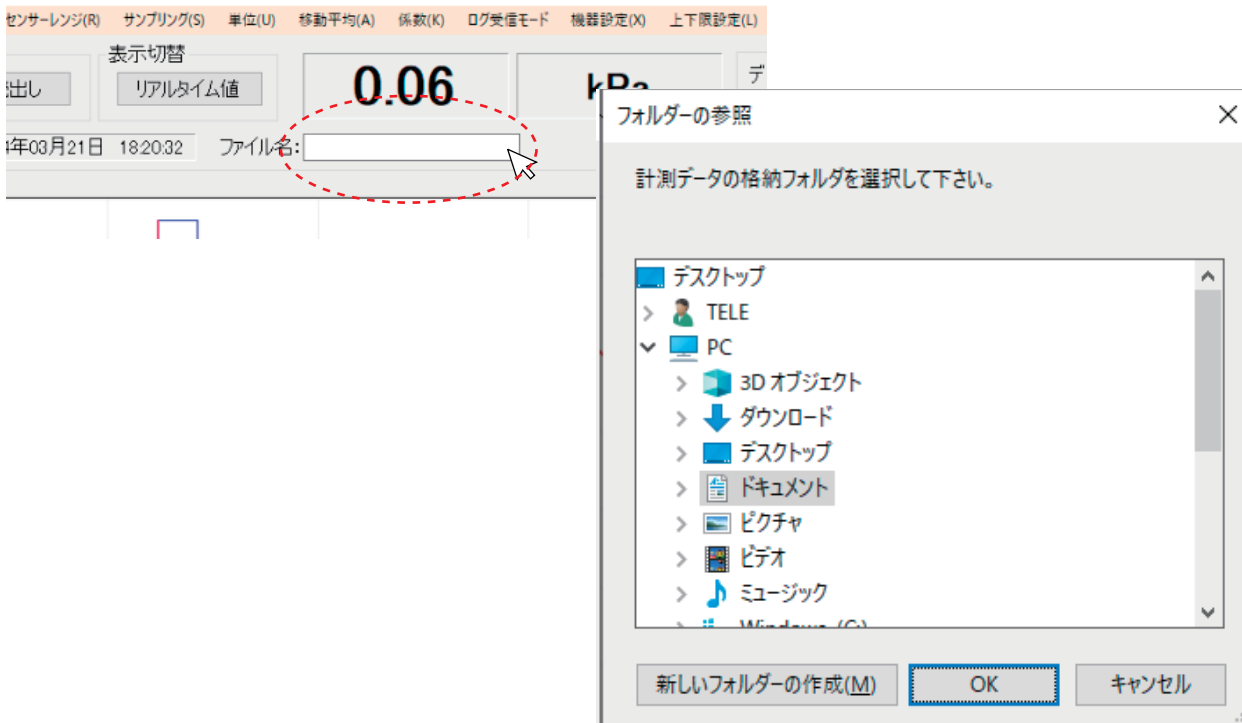 センサーレンジ(R) サンプリング(S) 単位(U) 移動平均(A) 係数(K) ログ受信モード 機器設定(X) 上下限設定(L)
表示切替
出し リアルタイム値 0.06 kPa デ
年03月21日 18:20:32 ファイル名:
フォルダーの参照
計測データの格納フォルダを選択して下さい。
デスクトップ
TELE
PC
3D オブジェクト
ダウンロード
デスクトップ
ドキュメント
ピクチャ
ビデオ
ミュージック
Windows (C:)
新しいフォルダーの作成(M) OK キャンセル